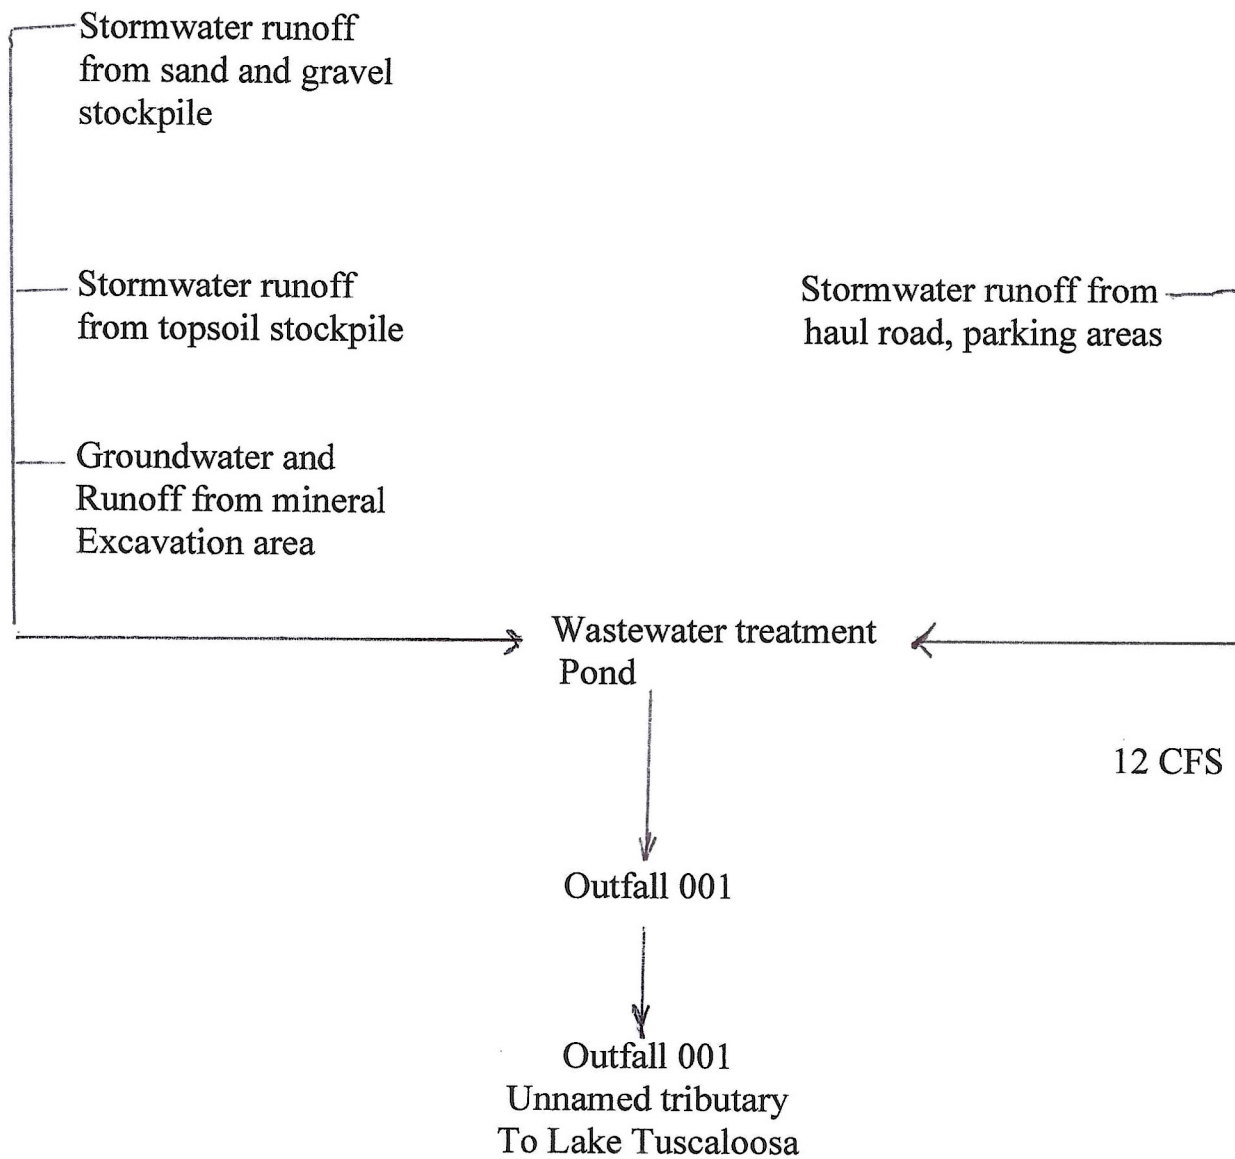 Stormwater runoff
from sand and gravel
stockpile
Stormwater runoff
from topsoil stockpile
Stormwater runoff from
haul road, parking areas
Groundwater and
Runoff from mineral
Excavation area
Wastewater treatment
Pond
12 CFS
Outfall 001
Outfall 001
Unnamed tributary
To Lake Tuscaloosa